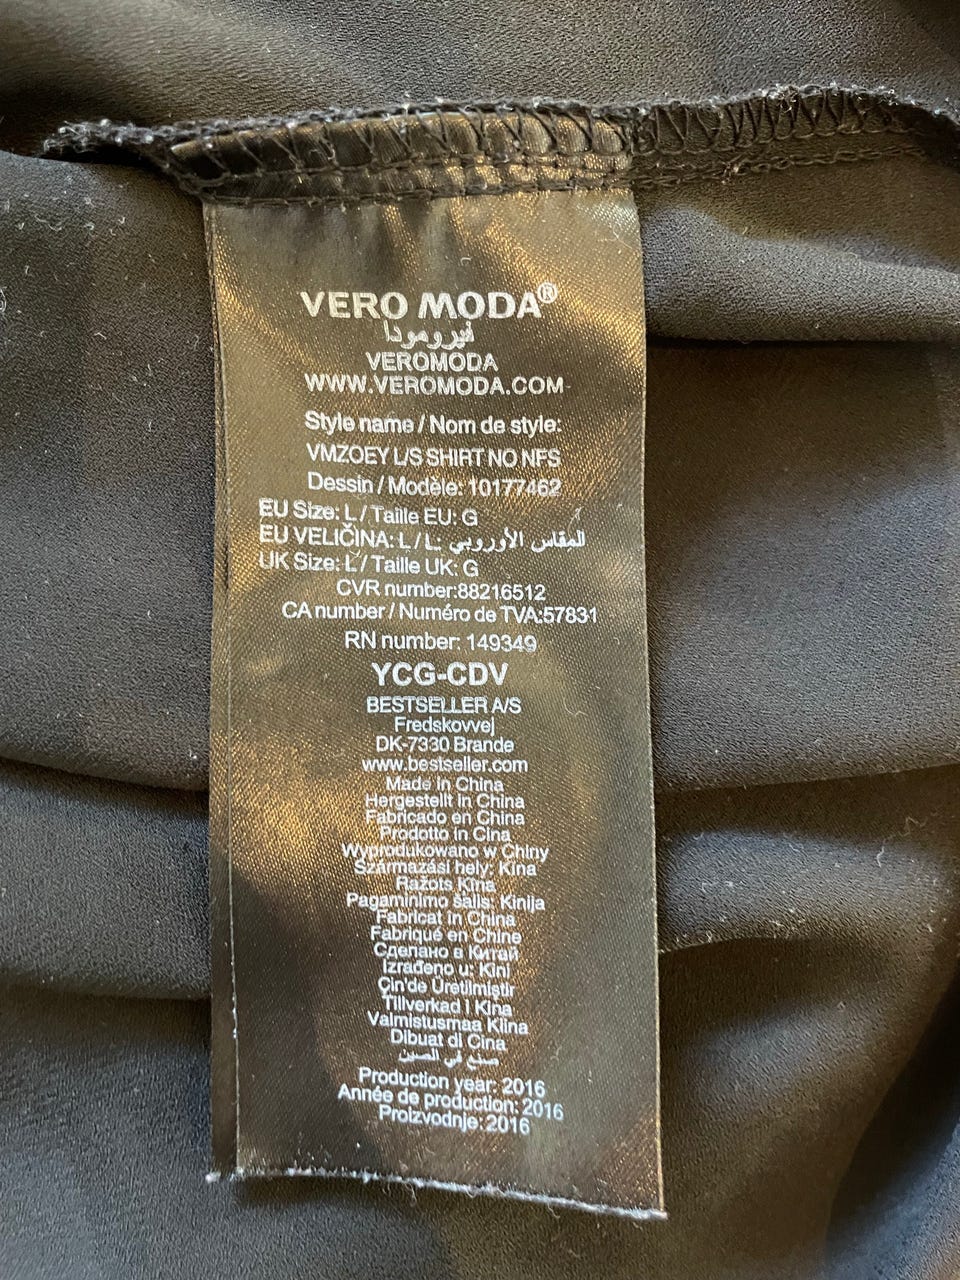 VERO MODA®
فيرومودا
VEROMODA
WWW.VEROMODA.COM
Style name / Nom de style:
VMZOEY L/S SHIRT NO NFS
Dessin / Modèle: 10177462
EU Size: L / Taille EU: G
EU VELIČINA: L / L: المقاس الأوروبي
UK Size: L / Taille UK: G
CVR number:88216512
CA number / Numéro de TVA:57831
RN number: 149349
YCG-CDV
BESTSELLER A/S
Fredskovvej
DK-7330 Brande
www.bestseller.com
Made in China
Hergestellt in China
Fabricado en China
Prodotto in Cina
Wyprodukowano w Chiny
Származási hely: Kína
Ražots Ķīna
Pagaminimo šalis: Kinija
Fabricat in China
Fabriqué en Chine
Сделано в Китай
Izrađeno u: Kini
Çin'de Üretilmiştir
Tillverkad i Kina
Valmistusmaa Kiina
Dibuat di Cina
صنع في الصين
Production year: 2016
Année de production: 2016
Proizvodnje: 2016